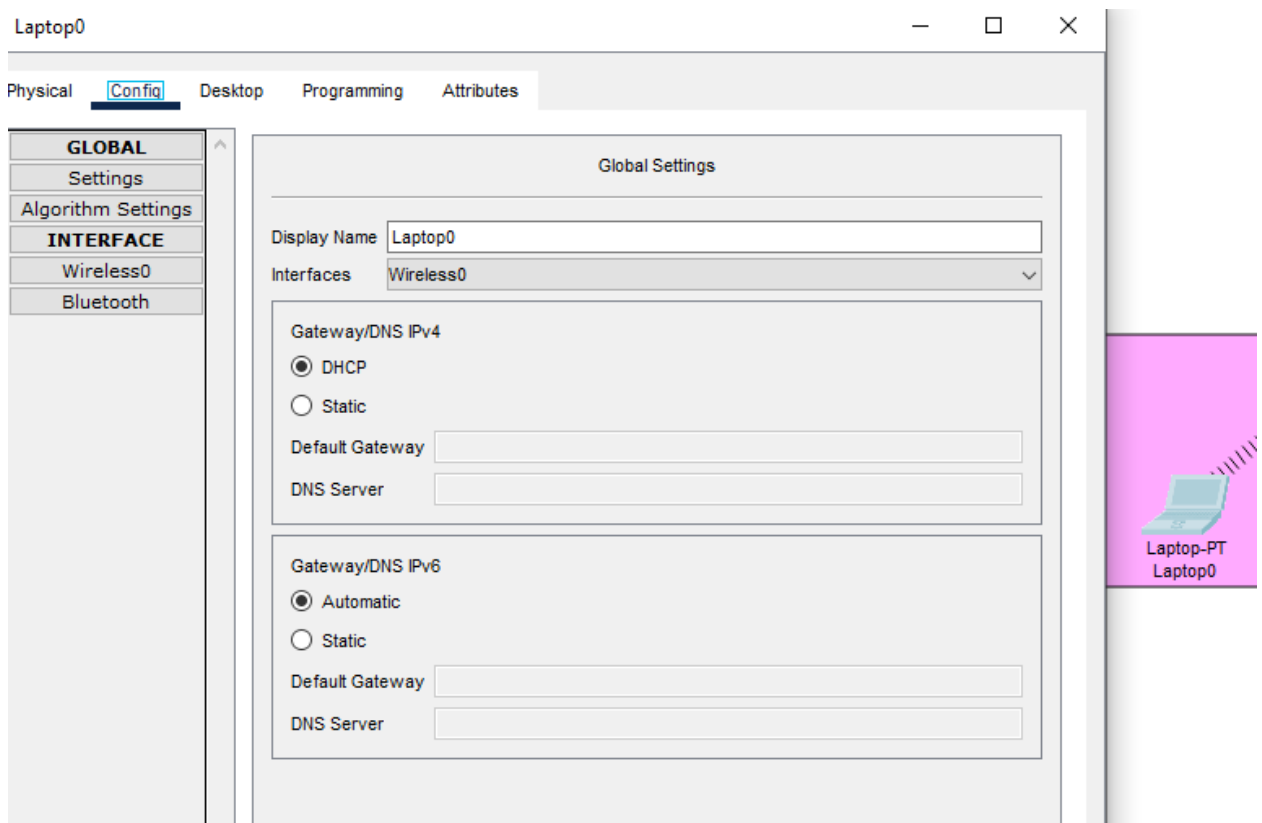 Laptop0
Physical Config Desktop Programming Attributes
GLOBAL
Settings
Algorithm Settings
INTERFACE
Wireless0
Bluetooth
Global Settings
Display Name Laptop0
Interfaces Wireless0
Gateway/DNS IPv4
DHCP
Static
Default Gateway
DNS Server
Gateway/DNS IPv6
Automatic
Static
Default Gateway
DNS Server
Laptop-PT
Laptop0